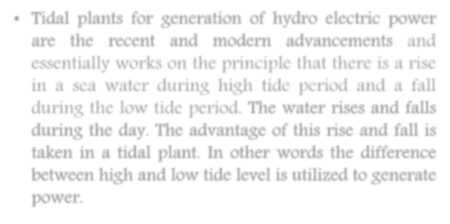 • Tidal plants for generation of hydro electric power
are the recent and modern advancements and
essentially works on the principle that there is a rise
in a sea water during high tide period and a fall
during the low tide period. The water rises and falls
during the day. The advantage of this rise and fall is
taken in a tidal plant. In other words the difference
between high and low tide level is utilized to generate
power.